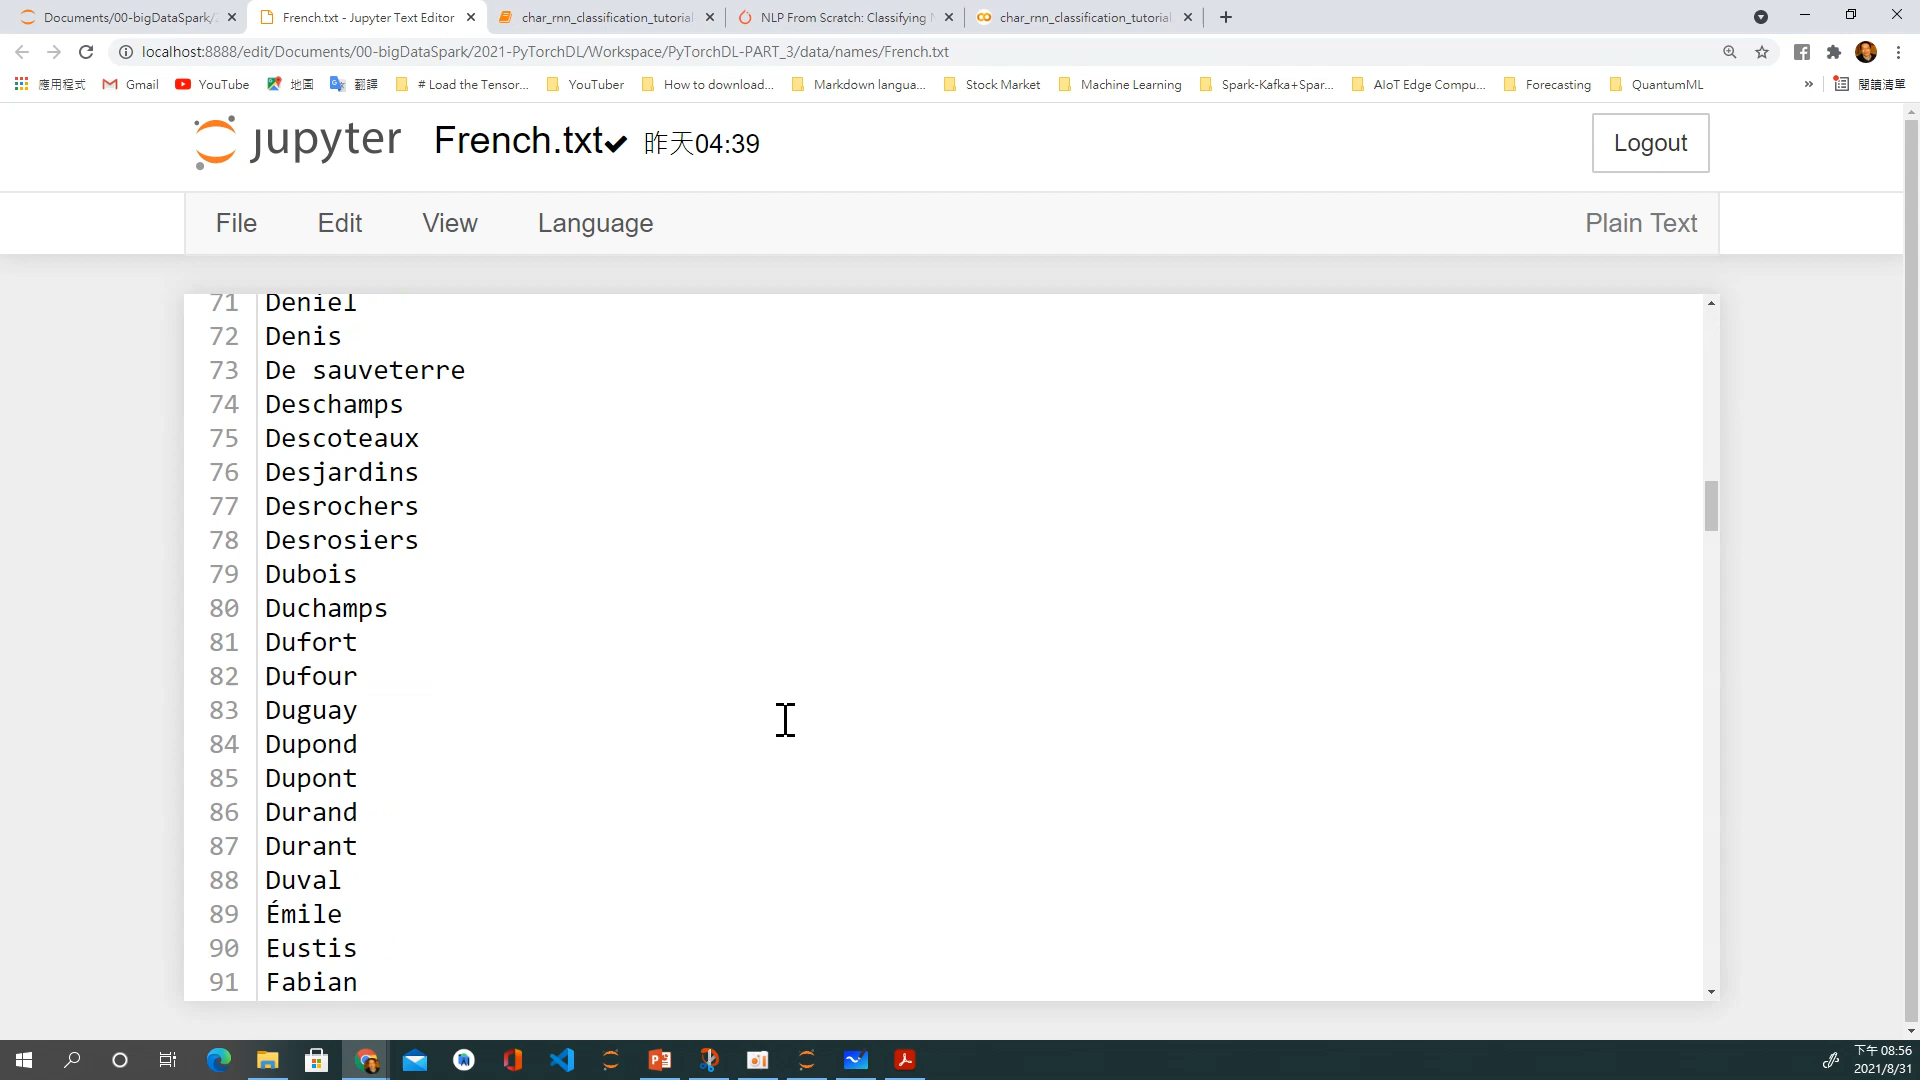 Documents/00-bigDataSpark/
French.txt - Jupyter Text Editor
char_rnn_classification_tutorial
NLP From Scratch: Classifying
char_rnn_classification_tutorial
localhost:8888/edit/Documents/00-bigDataSpark/2021-PyTorchDL/Workspace/PyTorchDL-PART_3/data/names/French.txt
應用程式 Gmail YouTube 地圖 翻譯 # Load the Tensor... YouTuber How to download... Markdown langua... Stock Market Machine Learning Spark-Kafka+Spar... AIoT Edge Compu... Forecasting QuantumML » 閱讀清單
jupyter French.txt 昨天04:39 Logout
File Edit View Language Plain Text
71 Deniel
72 Denis
73 De sauveterre
74 Deschamps
75 Descoteaux
76 Desjardins
77 Desrochers
78 Desrosiers
79 Dubois
80 Duchamps
81 Dufort
82 Dufour
83 Duguay
84 Dupond
85 Dupont
86 Durand
87 Durant
88 Duval
89 Émile
90 Eustis
91 Fabian
下午 08:56
2021/8/31